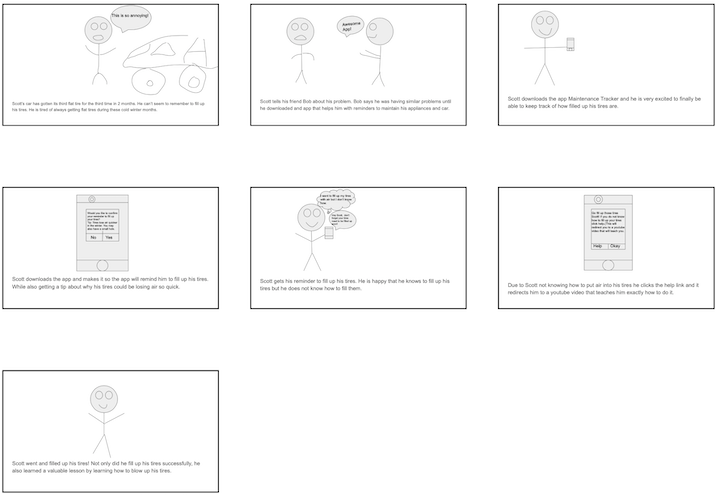 This is so annoying!
Scott's car has gotten its third flat tire for the third time in 2 months. He can't seem to remember to fill up
his tires. He is tired of always getting flat tires during these cold winter months.
Awesome
App!
Scott tells his friend Bob about his problem. Bob says he was having similar problems until
he downloaded and app that helps him with reminders to maintain his appliances and car.
Scott downloads the app Maintenance Tracker and he is very excited to finally be
able to keep track of how filled up his tires are.
No Yes
Scott downloads the app and makes it so the app will remind him to fill up his tires.
While also getting a tip about why his tires could be losing air so quick.
Scott gets his reminder to fill up his tires. He is happy that he knows to fill up his
tires but he does not know how to fill them.
Help Okay
Due to Scott not knowing how to put air into his tires he clicks the help link and it
redirects him to a youtube video that teaches him exactly how to do it.
Scott went and filled up his tires! Not only did he fill up his tires successfully, he
also learned a valuable lesson by learning how to blow up his tires.